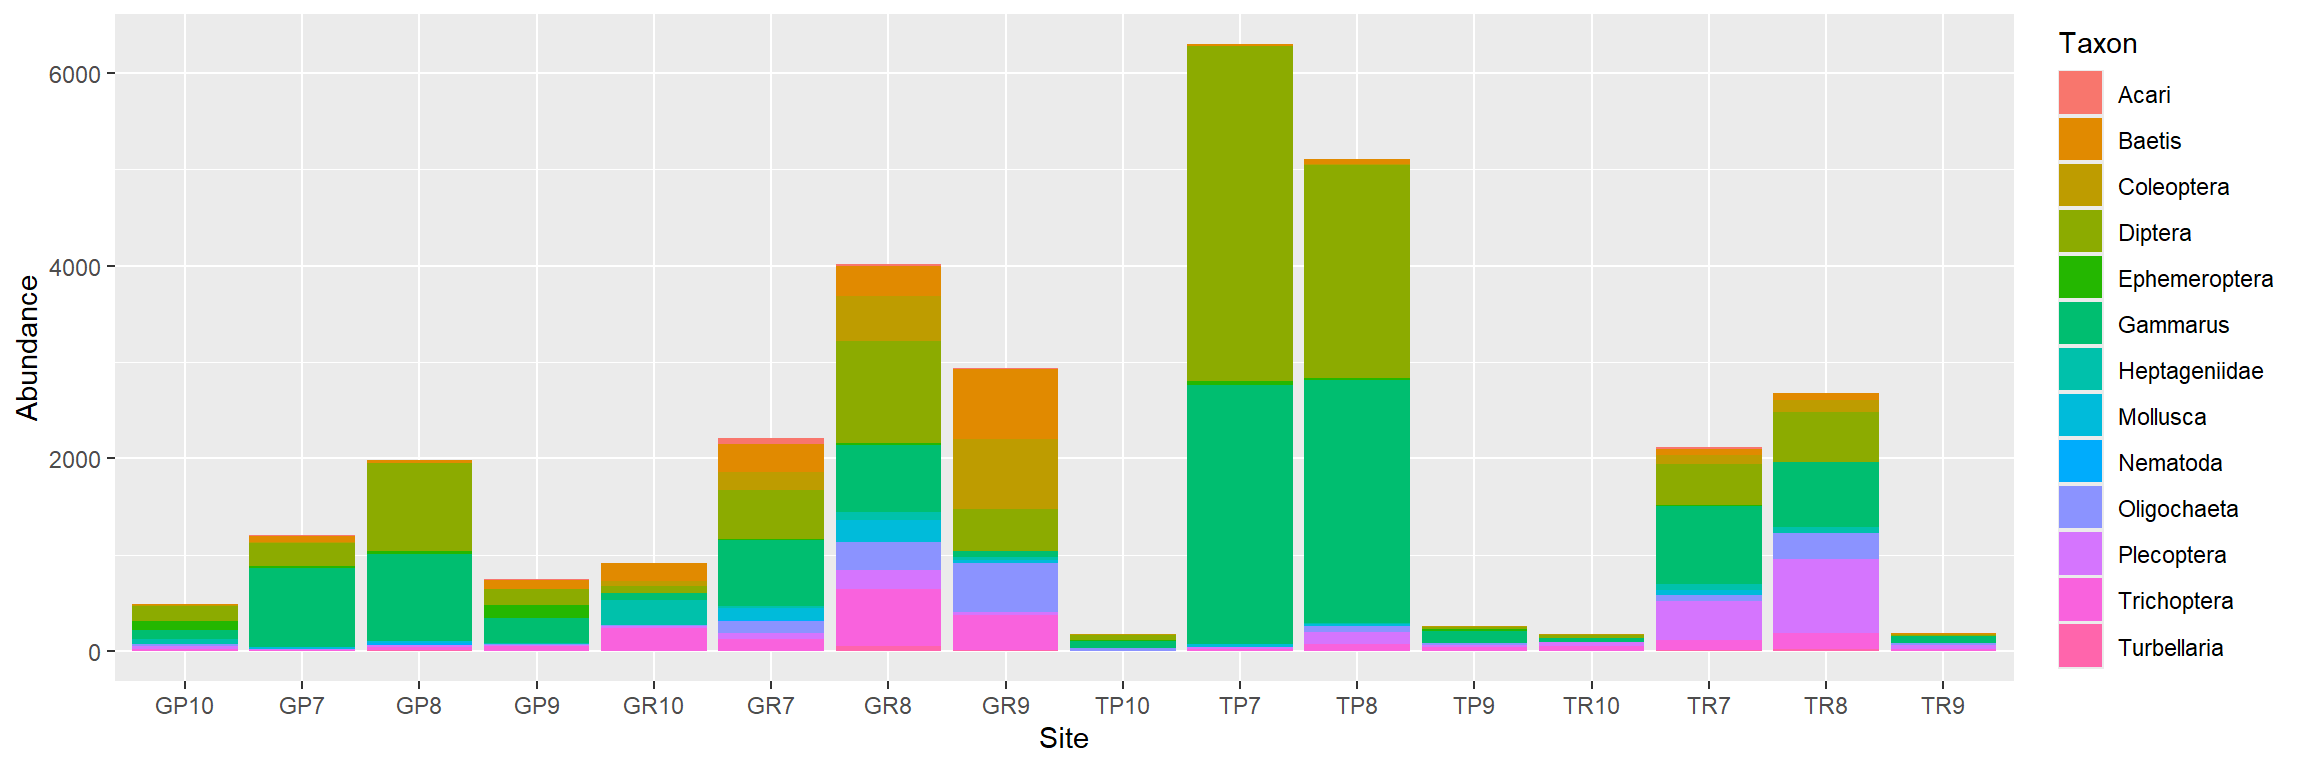 Taxon
Acari
Baetis
Coleoptera
Diptera
Ephemeroptera
Gammarus
Heptageniidae
Mollusca
Nematoda
Oligochaeta
Plecoptera
Trichoptera
Turbellaria
Abundance
6000
4000
2000
0
GP10 GP7 GP8 GP9 GR10 GR7 GR8 GR9 TP10 TP7 TP8 TP9 TR10 TR7 TR8 TR9
Site